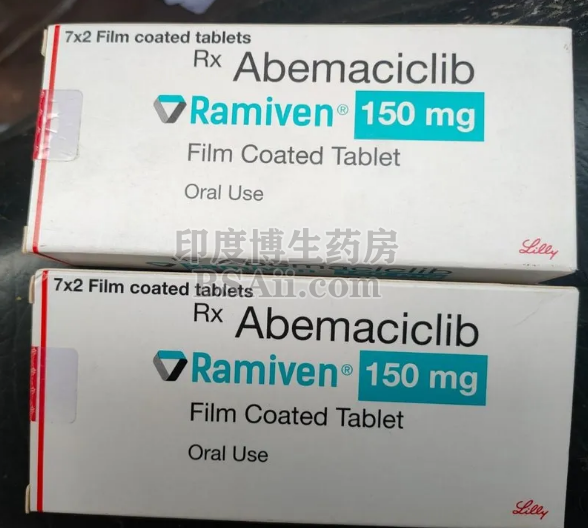 7x2 Film coated tablets
Rx Abemaciclib
Ramiven® 150 mg
Film Coated Tablet
Oral Use
Lilly
印度博生药房
BSAii.com
7x2 Film coated tablets
Rx Abemaciclib
Ramiven® 150 mg
Film Coated Tablet
Oral Use
Lilly